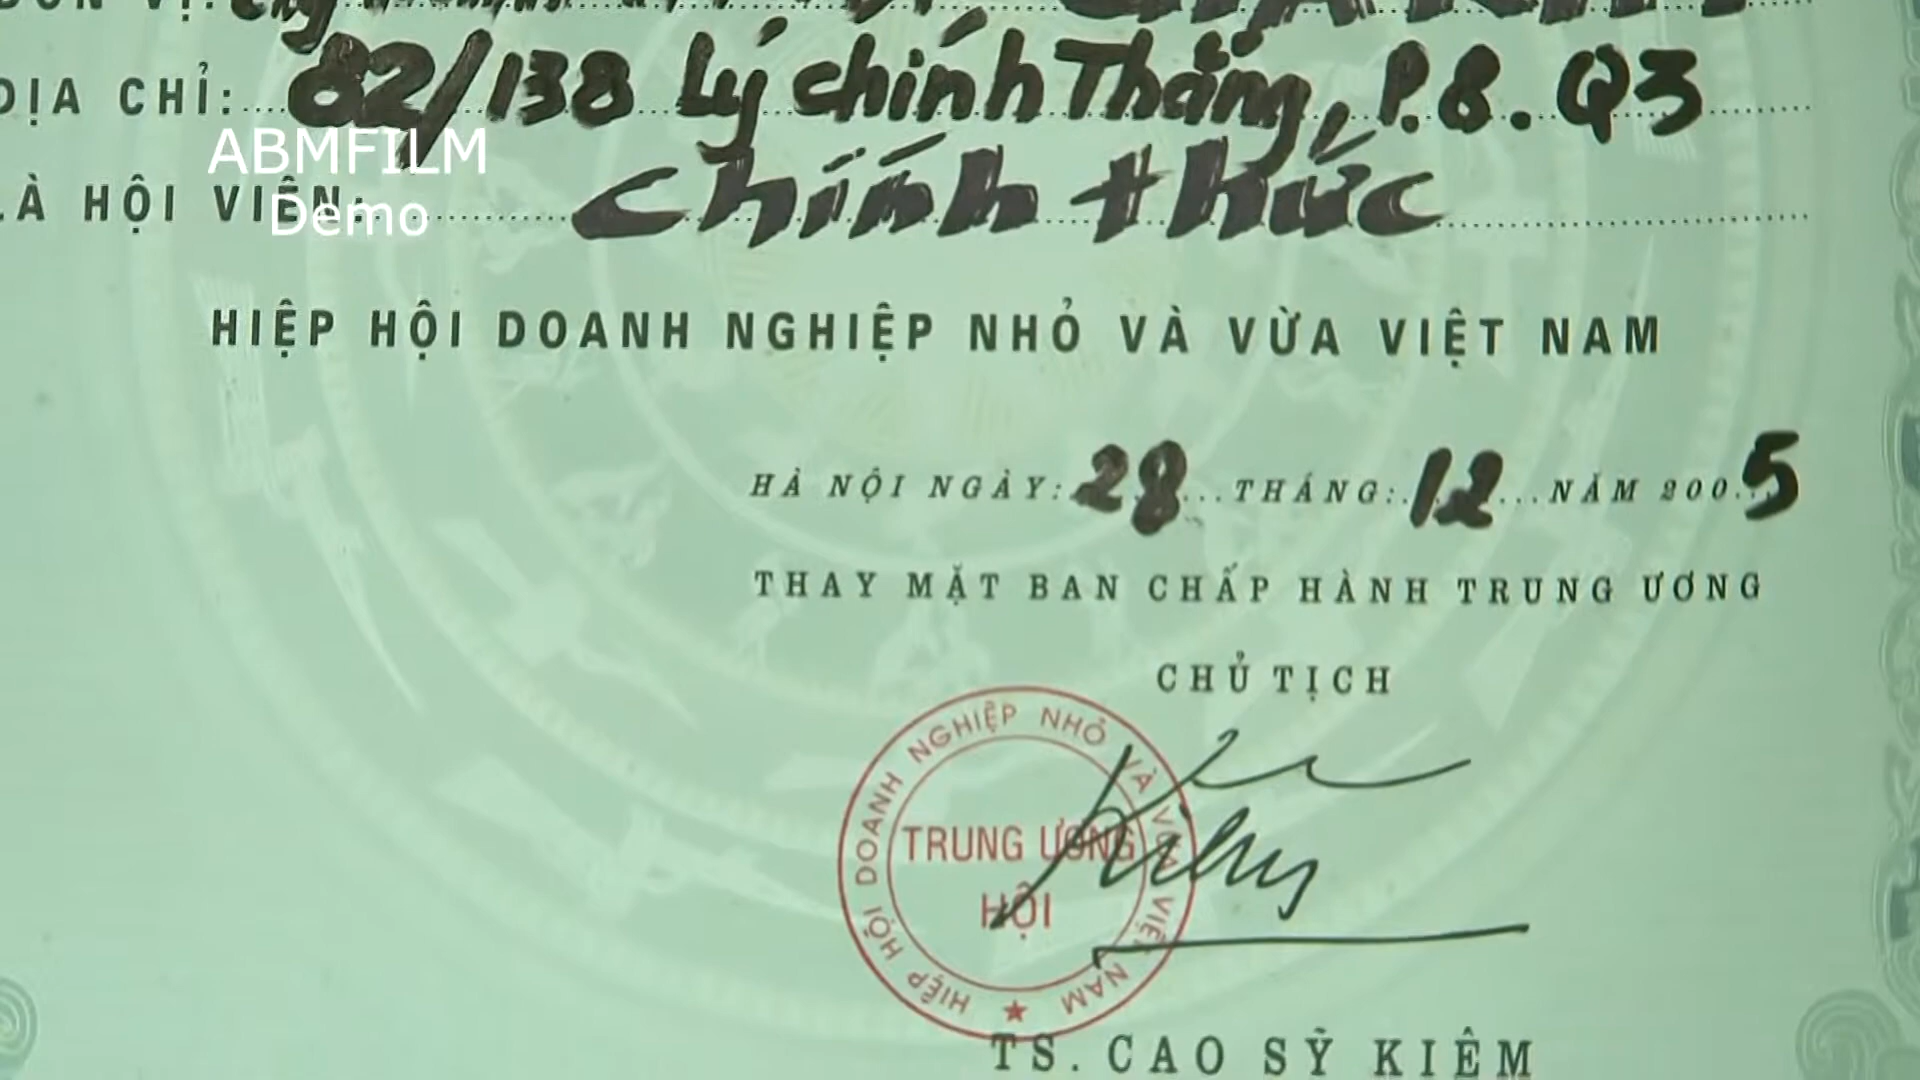 ĐỊA CHỈ: 82/138 Lý chính Thắng, P.8. Q3
ABMFILM
LÀ HỘI VIÊN: chính thức
Demo
HIỆP HỘI DOANH NGHIỆP NHỎ VÀ VỪA VIỆT NAM
HÀ NỘI NGÀY: 28 THÁNG: 12 NĂM 2005
THAY MẶT BAN CHẤP HÀNH TRUNG ƯƠNG
CHỦ TỊCH
HIỆP HỘI DOANH NGHIỆP NHỎ VÀ VỪA VIỆT NAM
TRUNG ƯƠNG
HỘI
TS. CAO SỸ KIÊM